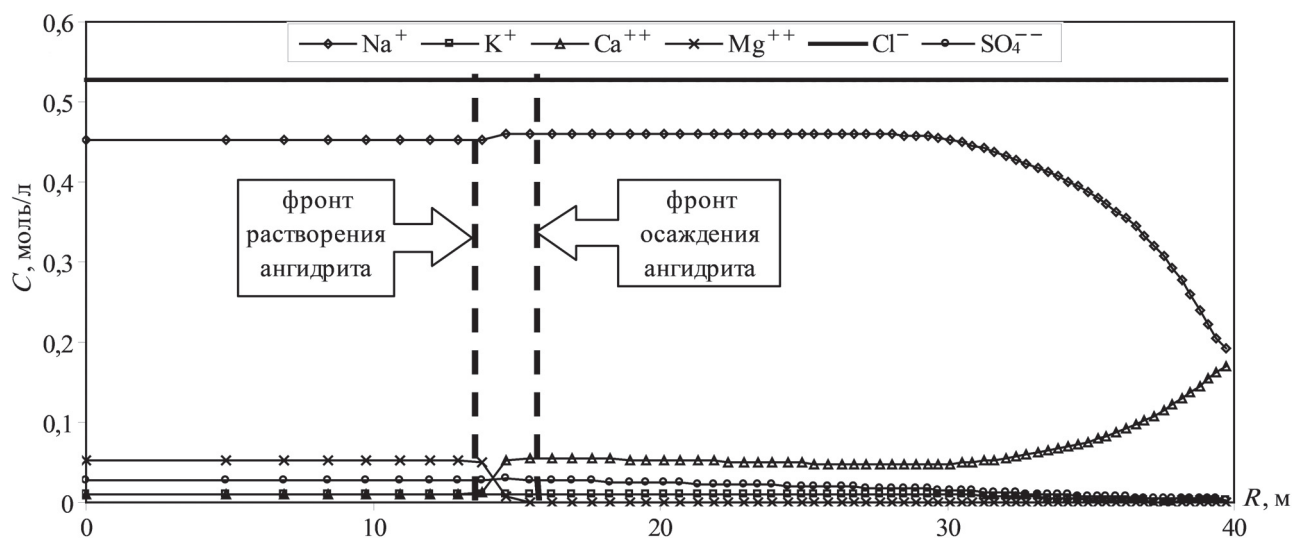 0,6
Na⁺ K⁺ Ca⁺⁺ Mg⁺⁺ Cl⁻ SO₄⁻⁻
0,5
0,4
0,3
0,2
0,1
0
C, моль/л
фронт
растворения
ангидрита
фронт
осаждения
ангидрита
0 10 20 30 40
R, м